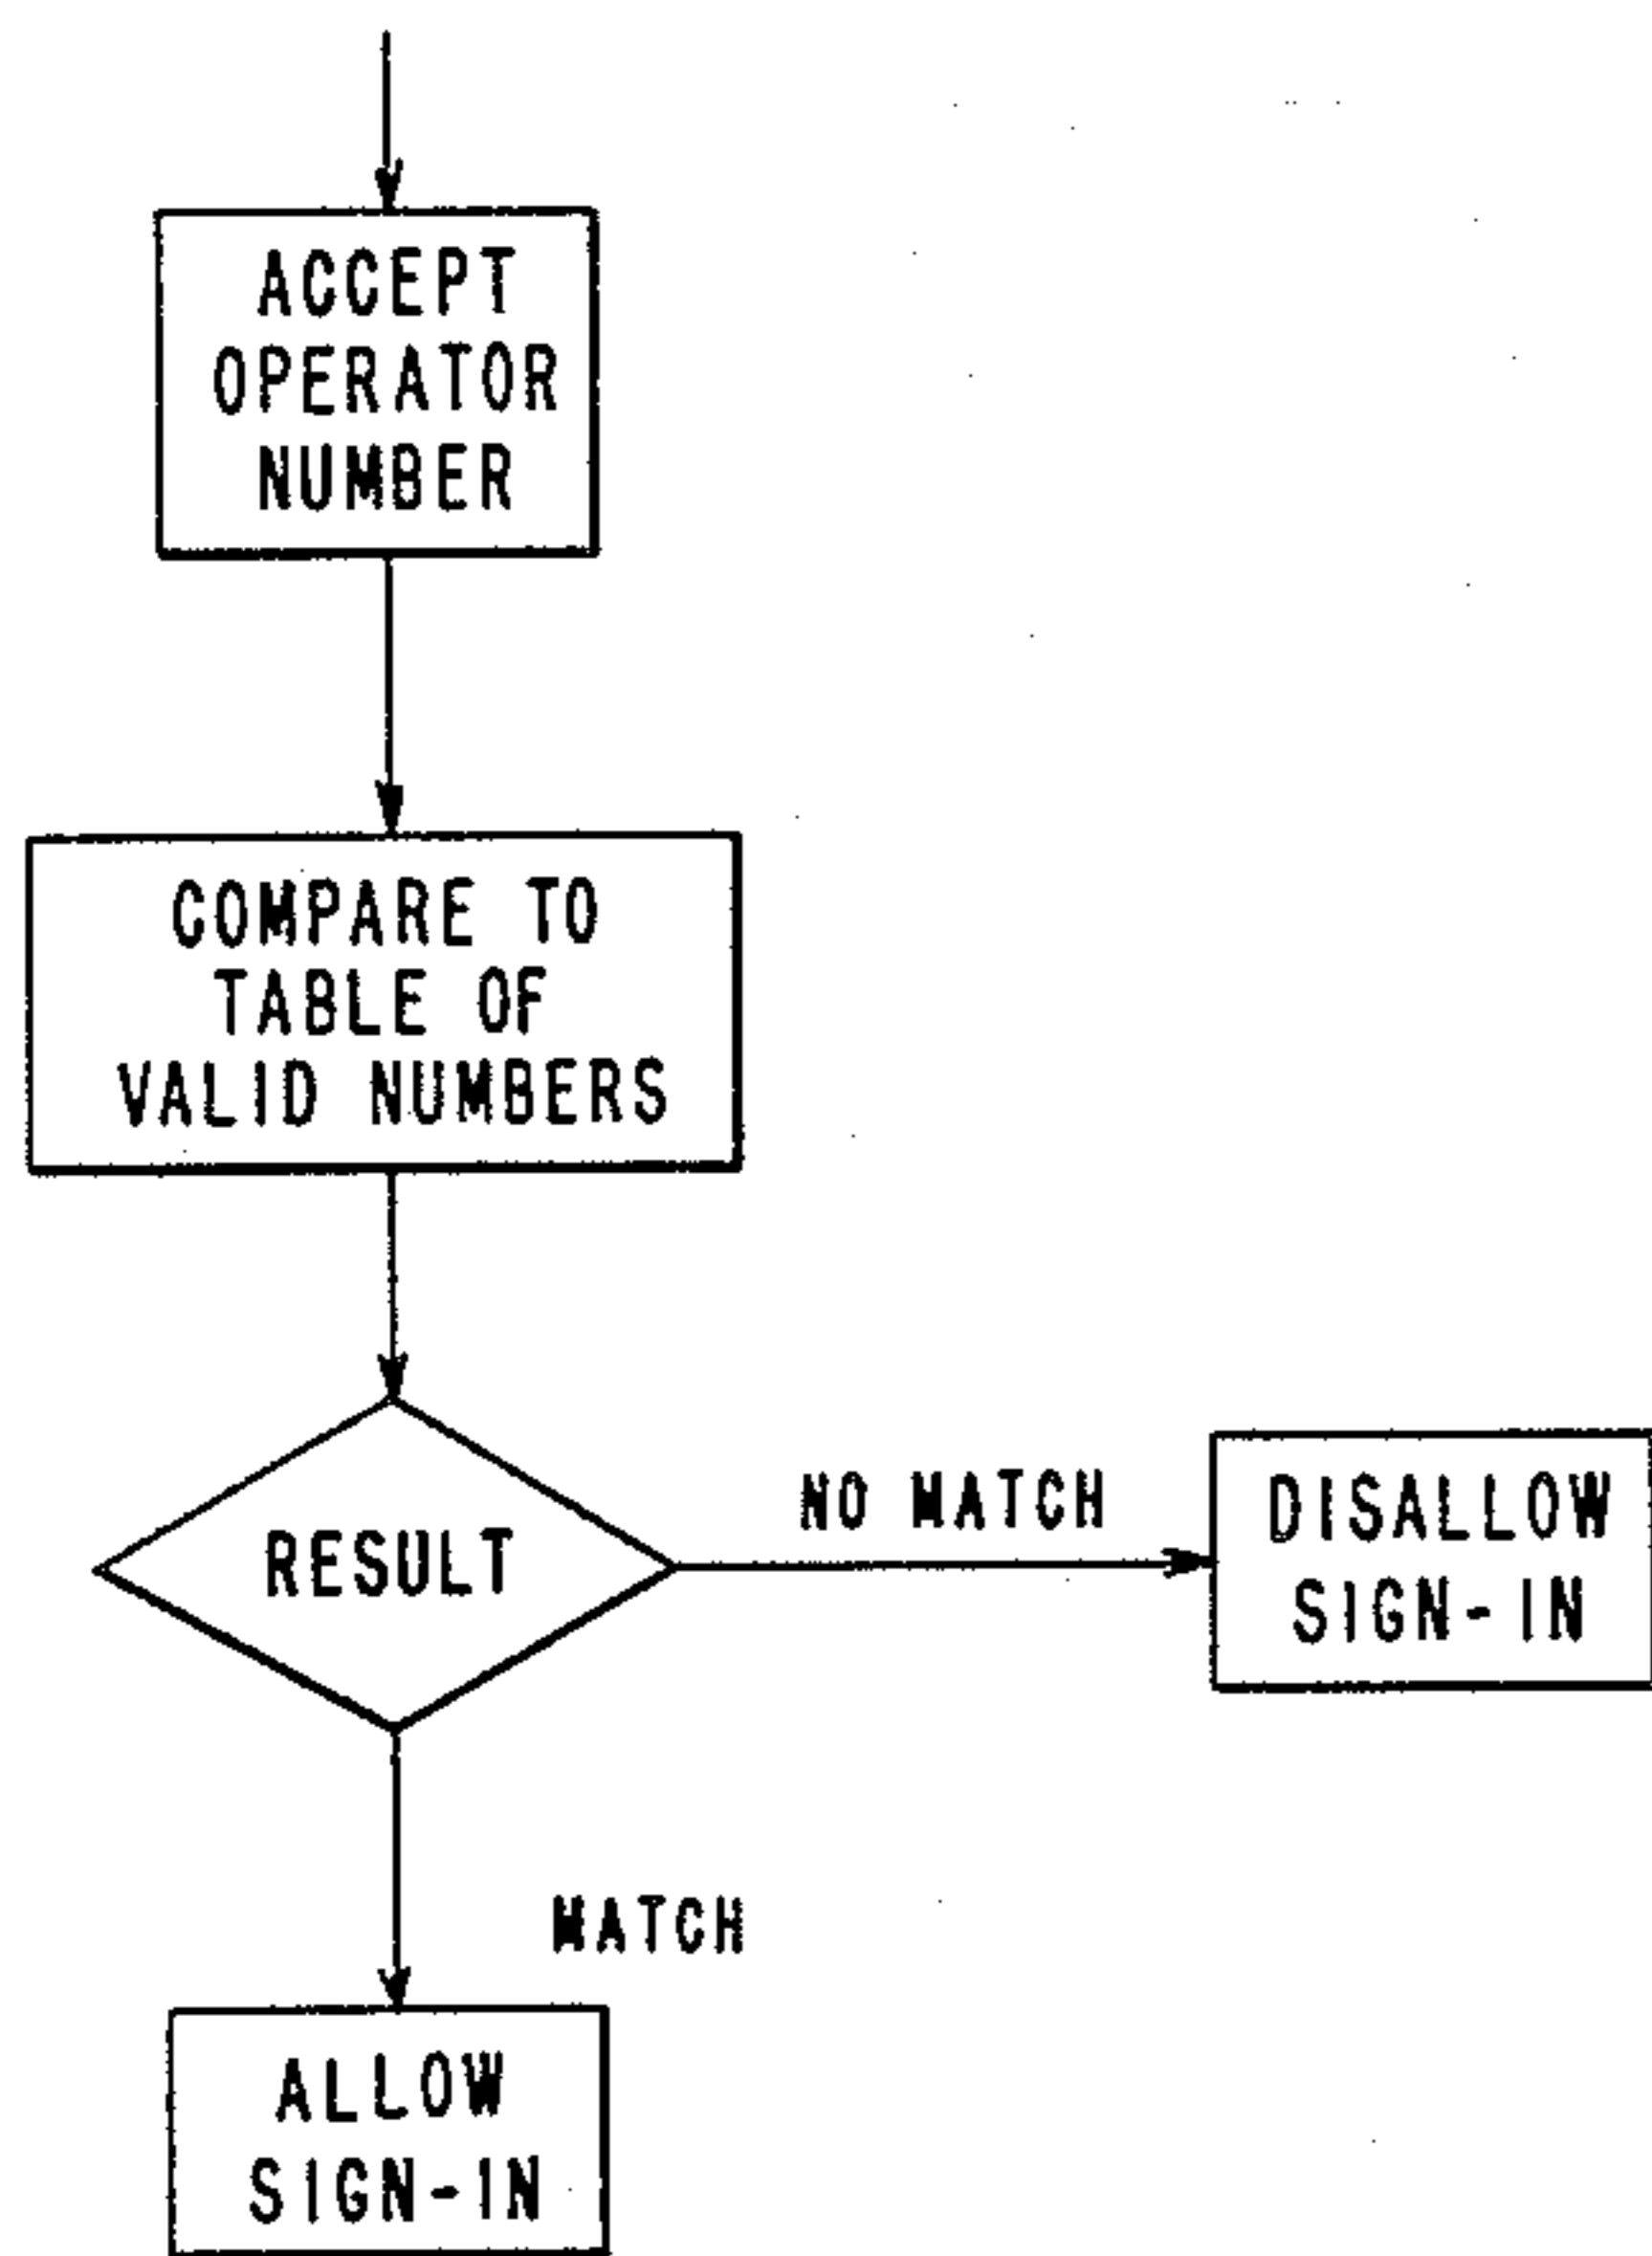 ACCEPT
OPERATOR
NUMBER
COMPARE TO
TABLE OF
VALID NUMBERS
RESULT
NO MATCH
DISALLOW
SIGN-IN
MATCH
ALLOW
SIGN-IN